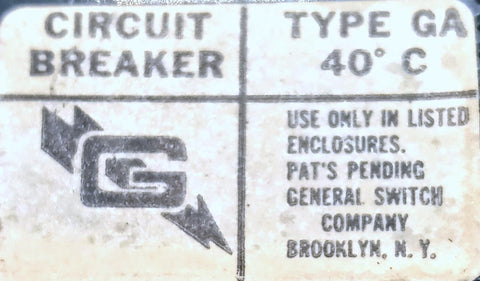 CIRCUIT
BREAKER
TYPE GA
40° C
G
USE ONLY IN LISTED
ENCLOSURES.
PAT'S PENDING
GENERAL SWITCH
COMPANY
BROOKLYN, N. Y.